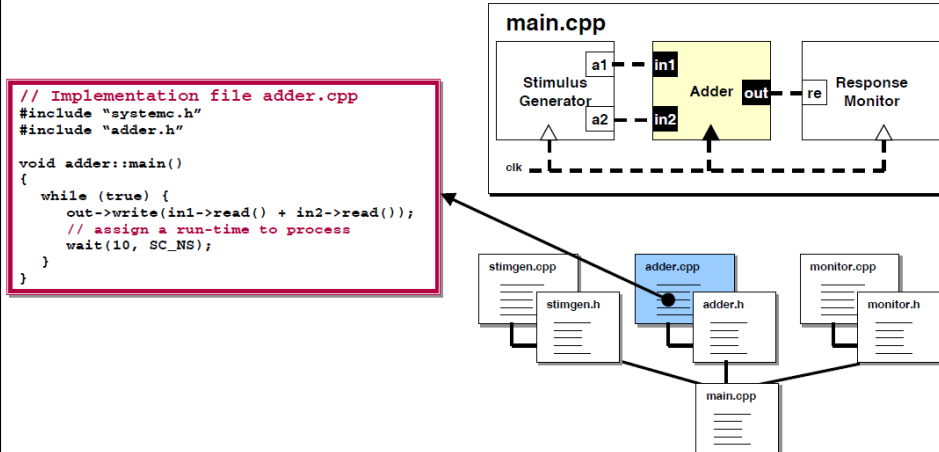 // Implementation file adder.cpp
#include “systemc.h”
#include “adder.h”
void adder::main()
{
while (true) {
out->write(in1->read() + in2->read());
// assign a run-time to process
wait(10, SC_NS);
}
}
main.cpp
Stimulus
Generator
a1
a2
in1
in2
Adder
out
re
Response
Monitor
clk
stimgen.cpp
stimgen.h
adder.cpp
adder.h
monitor.cpp
monitor.h
main.cpp